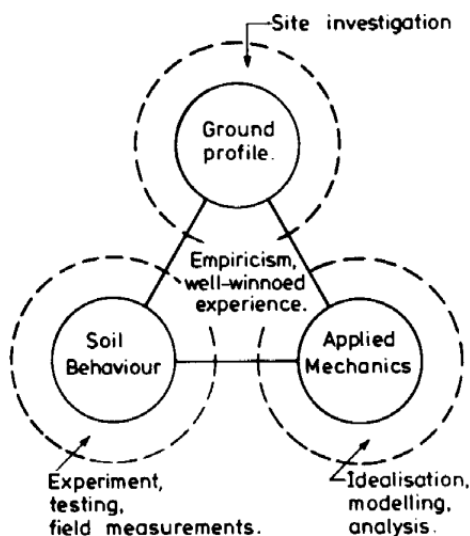 Site investigation
Ground
profile.
Empiricism,
well-winnoed
experience.
Soil
Behaviour
Applied
Mechanics
Experiment,
testing,
field measurements.
Idealisation,
modelling,
analysis.